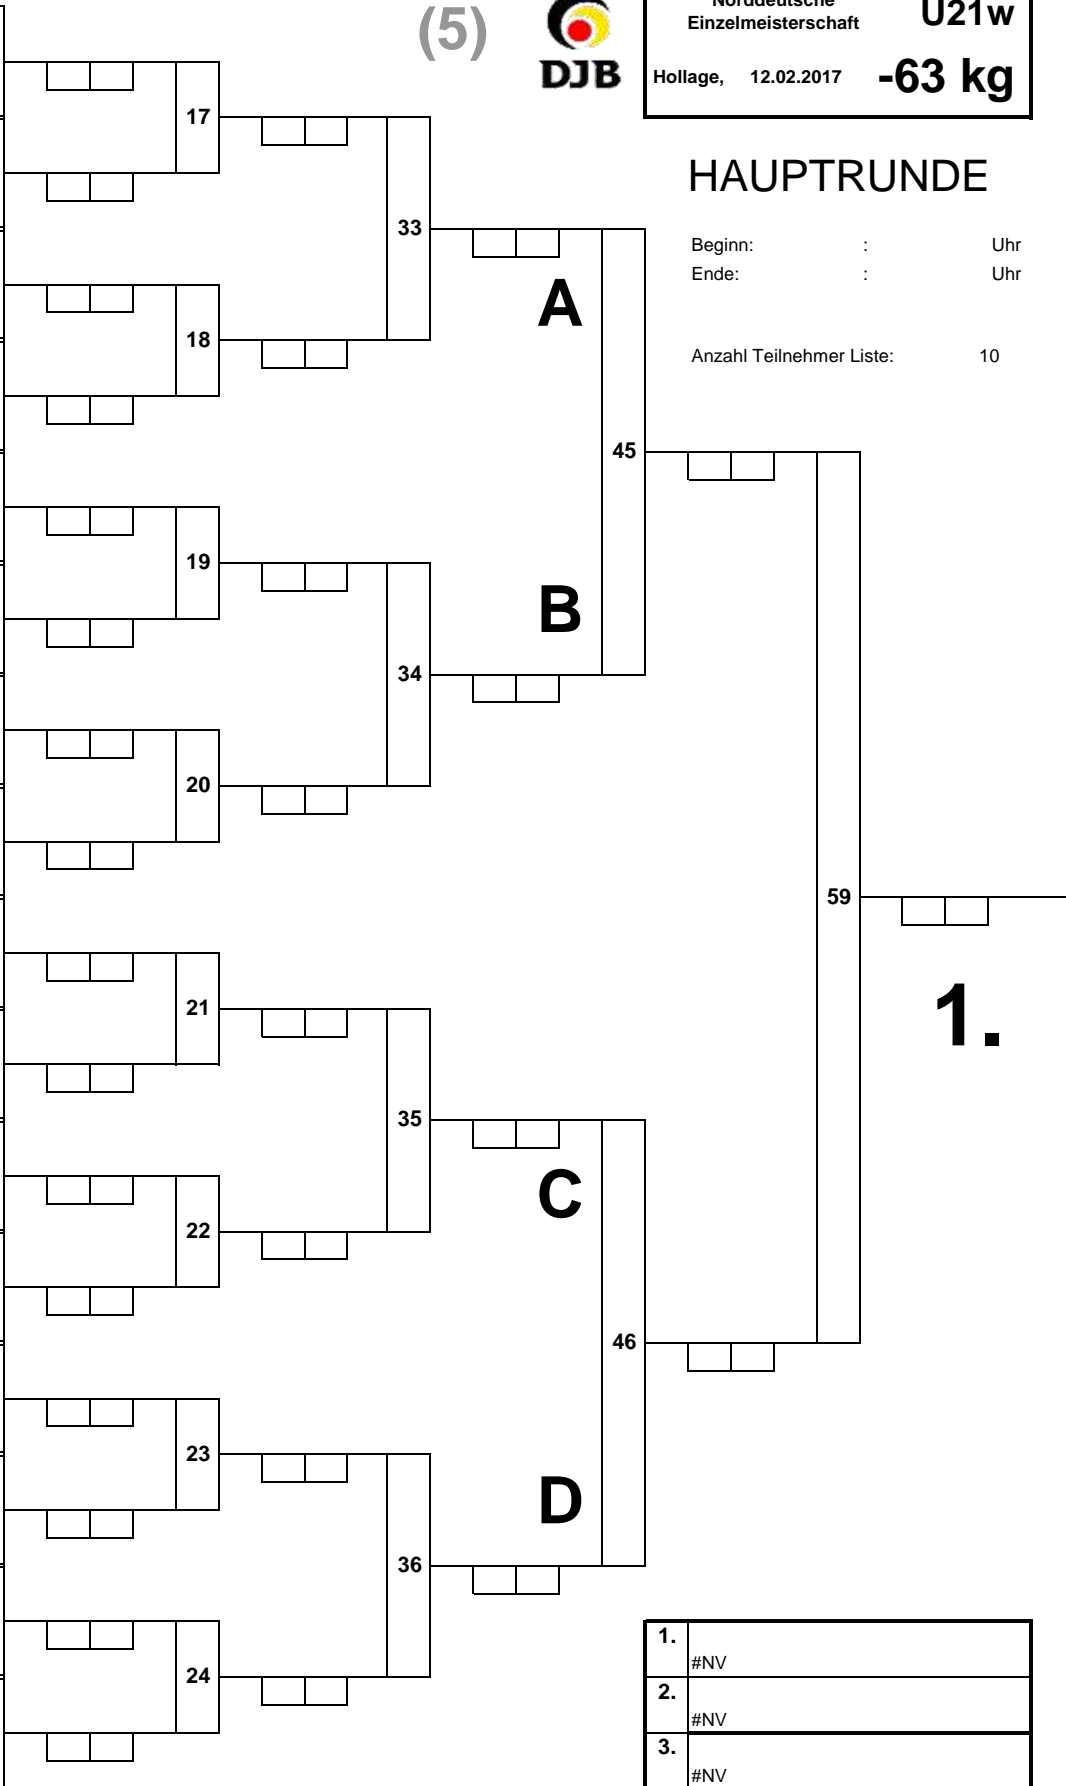 (5)
DJB
Norddeutsche
Einzelmeisterschaft
U21w
Hollage, 12.02.2017 -63 kg
HAUPTRUNDE
Beginn: : Uhr
Ende: : Uhr
Anzahl Teilnehmer Liste: 10
17
33
A
18
45
19
B
34
20
59
21
1.
35
C
22
46
23
D
36
24
1.
#NV
2.
#NV
3.
#NV